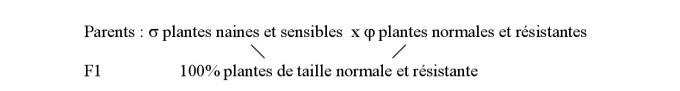 Parents : σ plantes naines et sensibles x φ plantes normales et résistantes
F1 100% plantes de taille normale et résistante